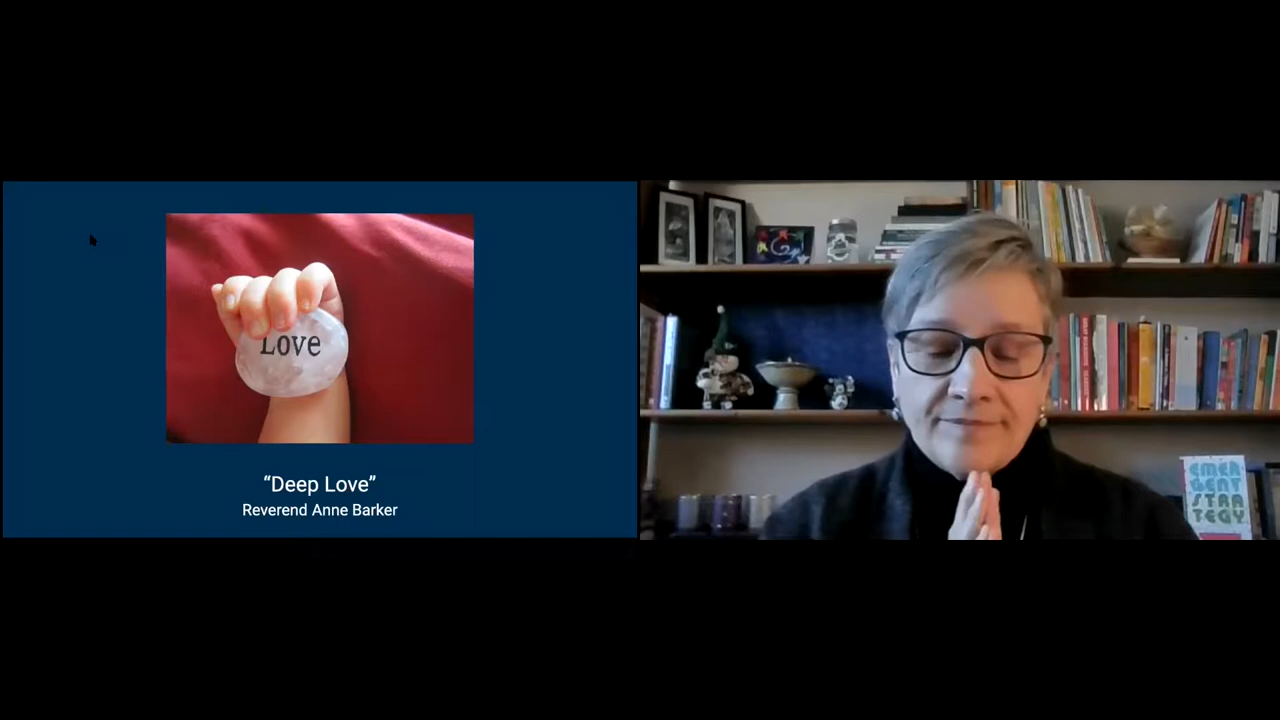 Love
“Deep Love”
Reverend Anne Barker
EMER
GENT
STRA
TEGY